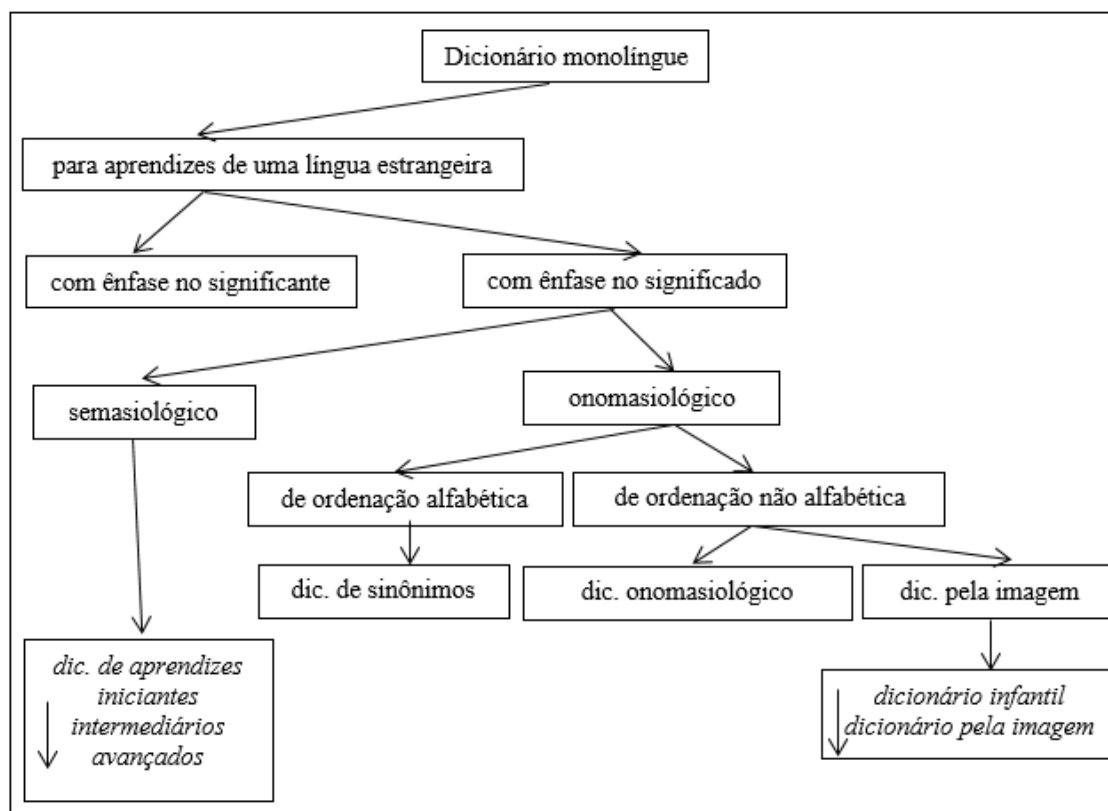 Dicionário monolíngue
para aprendizes de uma língua estrangeira
com ênfase no significante
com ênfase no significado
semasiológico
onomasiológico
de ordenação alfabética
de ordenação não alfabética
dic. de sinônimos
dic. onomasiológico
dic. pela imagem
dic. de aprendizes
iniciantes
intermediários
avançados
dicionário infantil
dicionário pela imagem